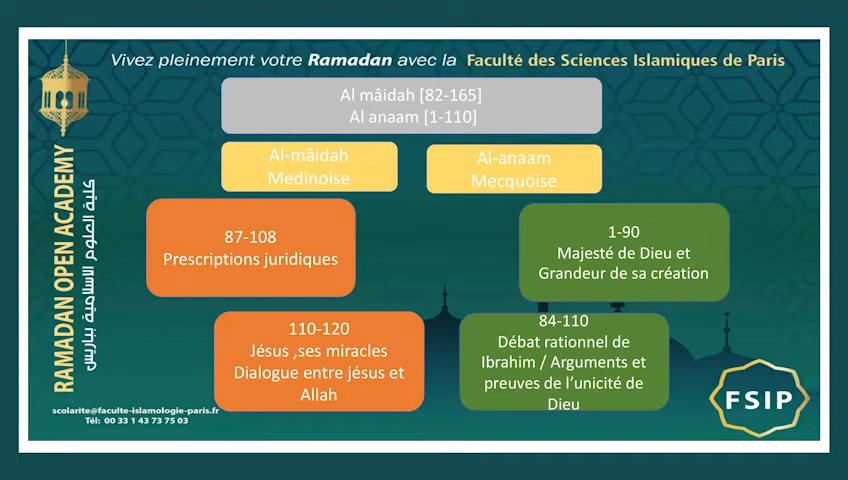 Vivez pleinement votre Ramadan avec la Faculté des Sciences Islamiques de Paris
Al mâidah [82-165]
Al anaam [1-110]
Al-mâidah
Medinoise
Al-anaam
Mecquoise
87-108
Prescriptions juridiques
1-90
Majesté de Dieu et
Grandeur de sa création
110-120
Jésus ,ses miracles
Dialogue entre jésus et
Allah
84-110
Débat rationnel de
Ibrahim / Arguments et
preuves de l'unicité de
Dieu
RAMADAN OPEN ACADEMY
كلية العلوم الاسلامية بباريس
scolarite@faculte-islamologie-paris.fr
Tél: 00 33 1 43 73 75 03
FSIP